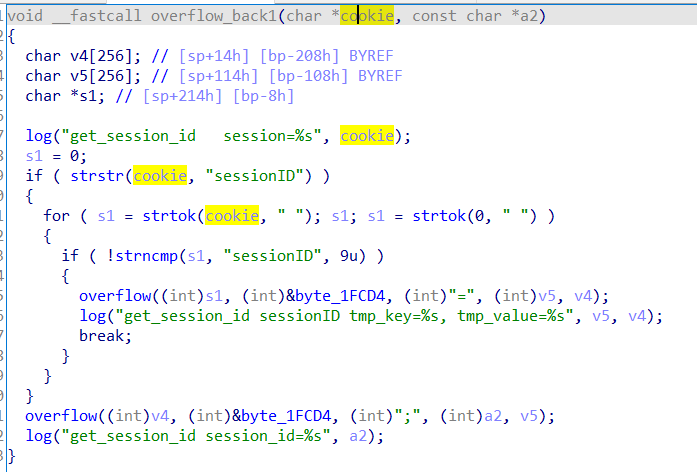 void __fastcall overflow_back1(char *cookie, const char *a2)
{
char v4[256]; // [sp+14h] [bp-208h] BYREF
char v5[256]; // [sp+114h] [bp-108h] BYREF
char *s1; // [sp+214h] [bp-8h]
log("get_session_id   session=%s", cookie);
s1 = 0;
if ( strstr(cookie, "sessionID") )
{
for ( s1 = strtok(cookie, " "); s1; s1 = strtok(0, " ") )
{
if ( !strncmp(s1, "sessionID", 9u) )
{
overflow((int)s1, (int)&byte_1FCD4, (int)"=", (int)v5, v4);
log("get_session_id sessionID tmp_key=%s, tmp_value=%s", v5, v4);
break;
}
}
}
overflow((int)v4, (int)&byte_1FCD4, (int)";", (int)a2, v5);
log("get_session_id session_id=%s", a2);
}